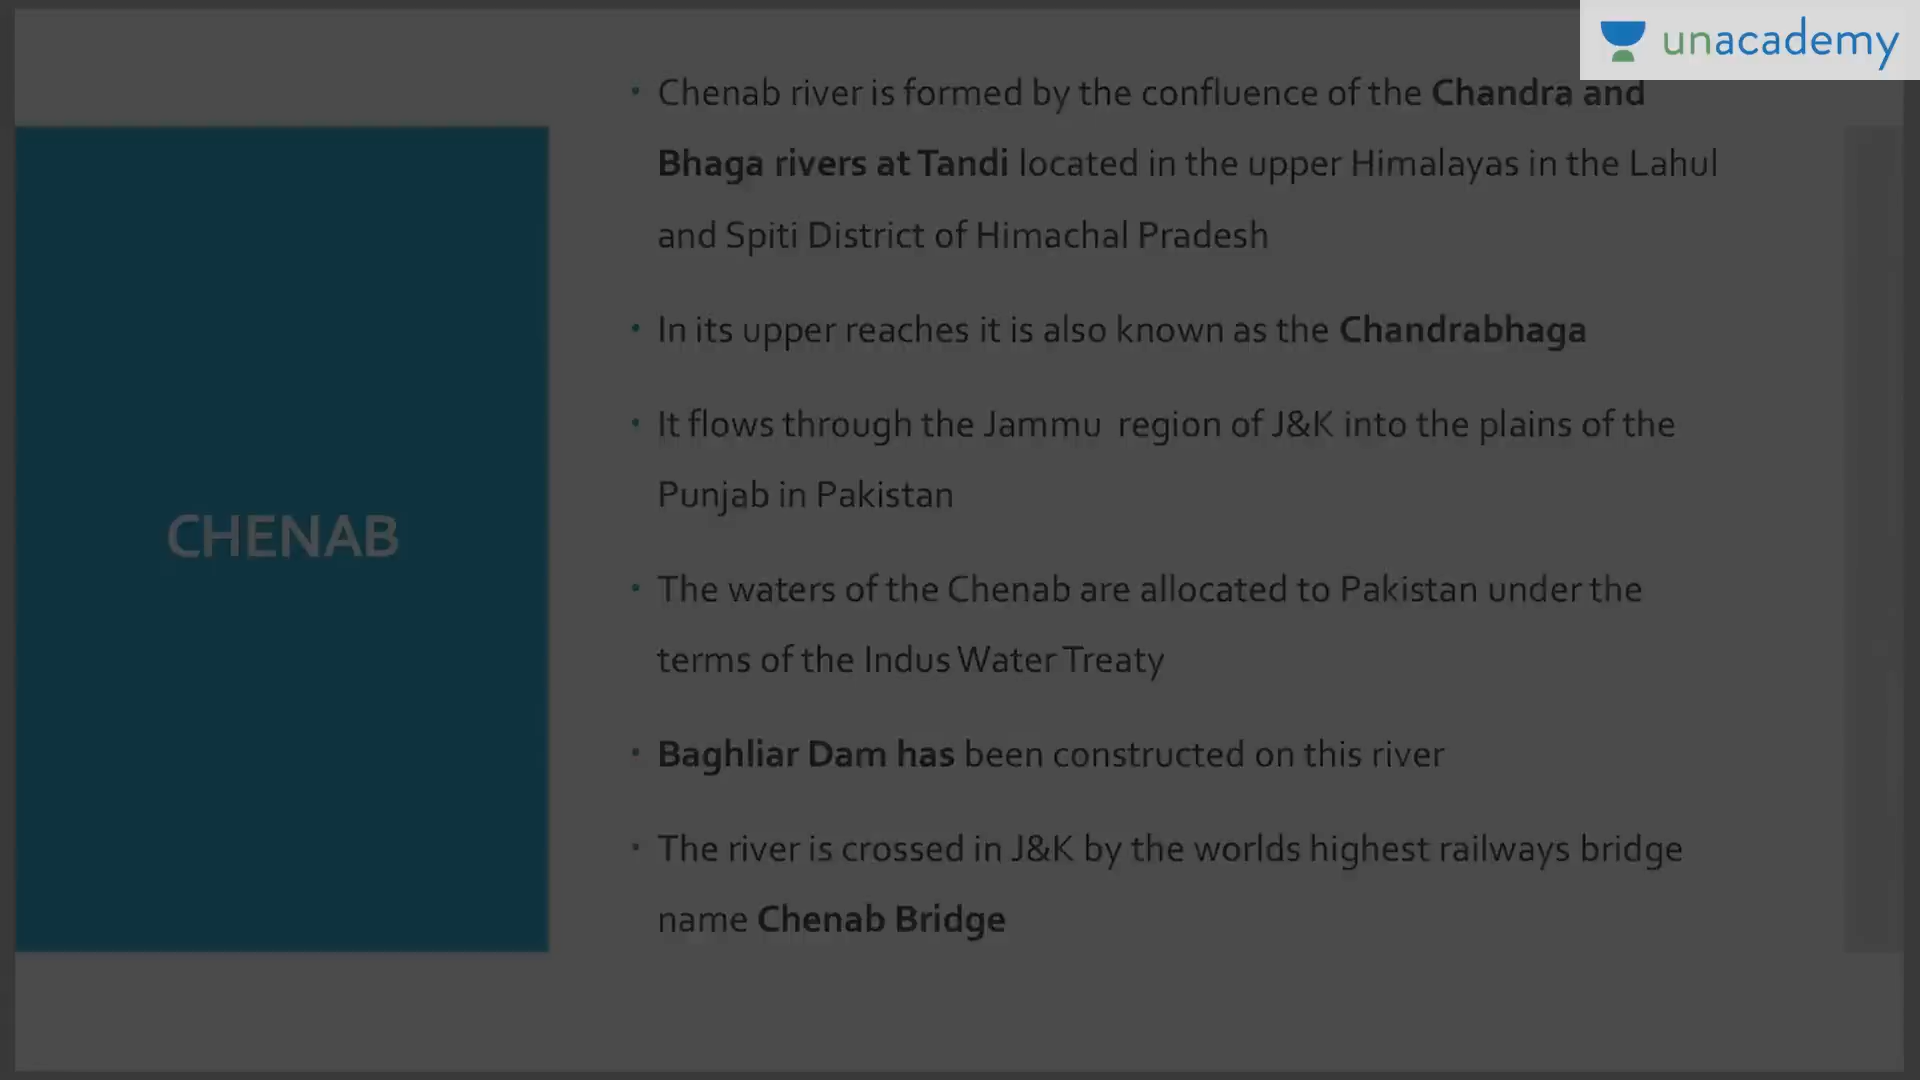 unacademy
• Chenab river is formed by the confluence of the Chandra and
Bhaga rivers at Tandi located in the upper Himalayas in the Lahul
and Spiti District of Himachal Pradesh
• In its upper reaches it is also known as the Chandrabhaga
• It flows through the Jammu region of J&K into the plains of the
Punjab in Pakistan
CHENAB
• The waters of the Chenab are allocated to Pakistan under the
terms of the Indus Water Treaty
• Baghliar Dam has been constructed on this river
• The river is crossed in J&K by the worlds highest railways bridge
name Chenab Bridge